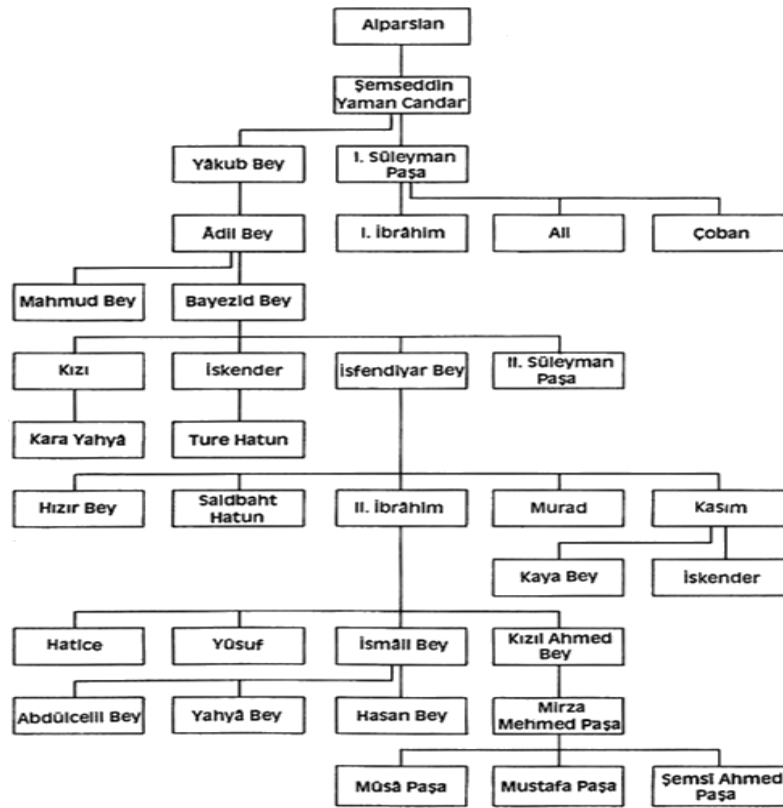 Alparslan
Şemseddin
Yaman Candar
Yâkub Bey
I. Süleyman
Paşa
Âdil Bey
I. İbrâhim
Ali
Çoban
Mahmud Bey
Bayezid Bey
Kızı
İskender
İsfendiyar Bey
II. Süleyman
Paşa
Kara Yahyâ
Ture Hatun
Hızır Bey
Saidbaht
Hatun
II. İbrâhim
Murad
Kasım
Kaya Bey
İskender
Hatice
Yûsuf
İsmâil Bey
Kızıl Ahmed
Bey
Abdülcelil Bey
Yahyâ Bey
Hasan Bey
Mirza
Mehmed Paşa
Mûsâ Paşa
Mustafa Paşa
Şemsî Ahmed
Paşa